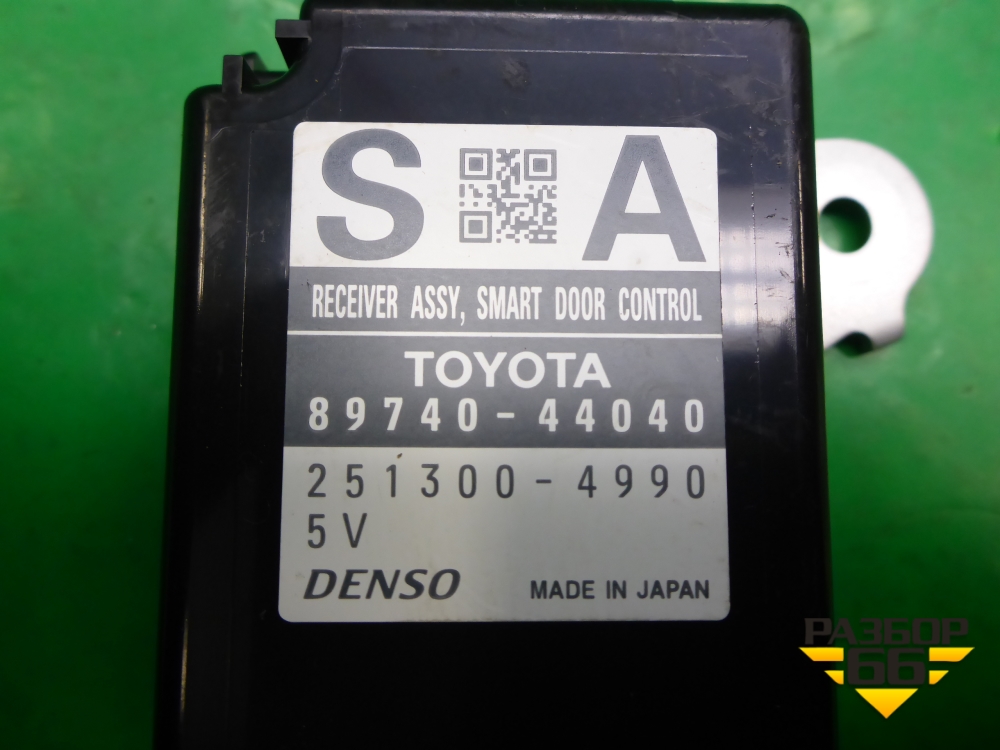 S A
RECEIVER ASSY, SMART DOOR CONTROL
TOYOTA
89740-44040
251300-4990
5V
DENSO MADE IN JAPAN
РАЗБОР
66